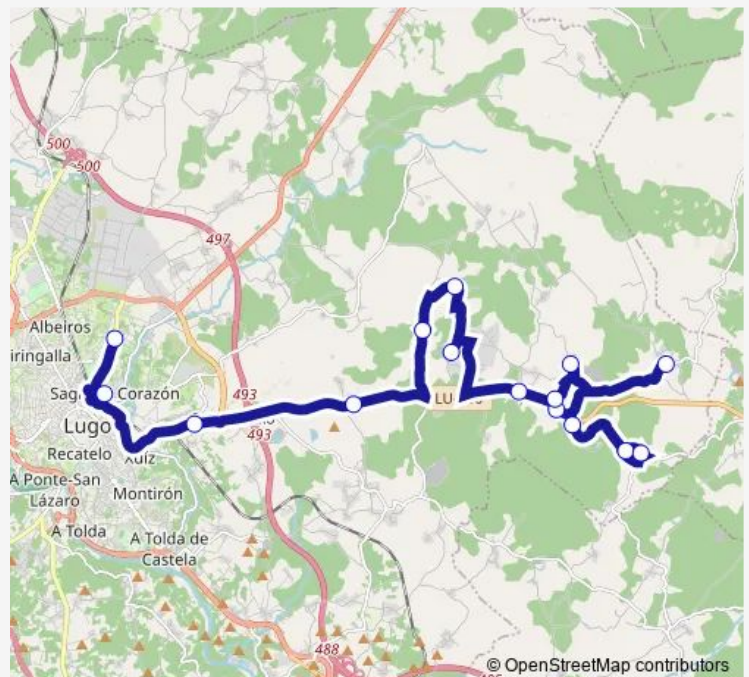 500
500
497
Albeiros
iringalla
Sag
Corazón
493
LU
Lugo
493
Recatelo
A Ponte-San
Lázaro
Montirón
A Tolda
A Tolda de
Castela
488
© OpenStreetMap contributors